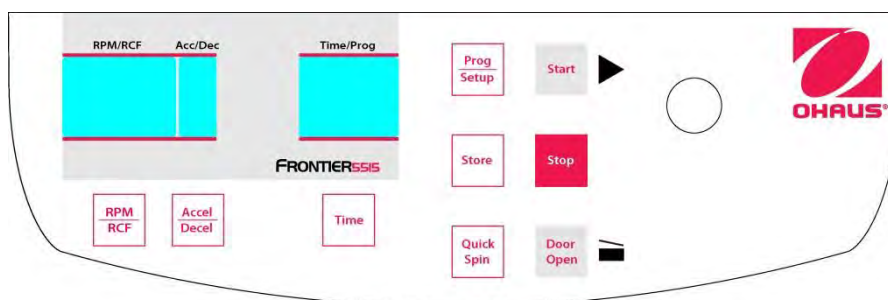 RPM/RCF Acc/Dec Time/Prog
FRONTIER5515
RPM
RCF
Accel
Decel
Time
Prog
Setup
Start
Store
Stop
Quick
Spin
Door
Open
OHAUS®